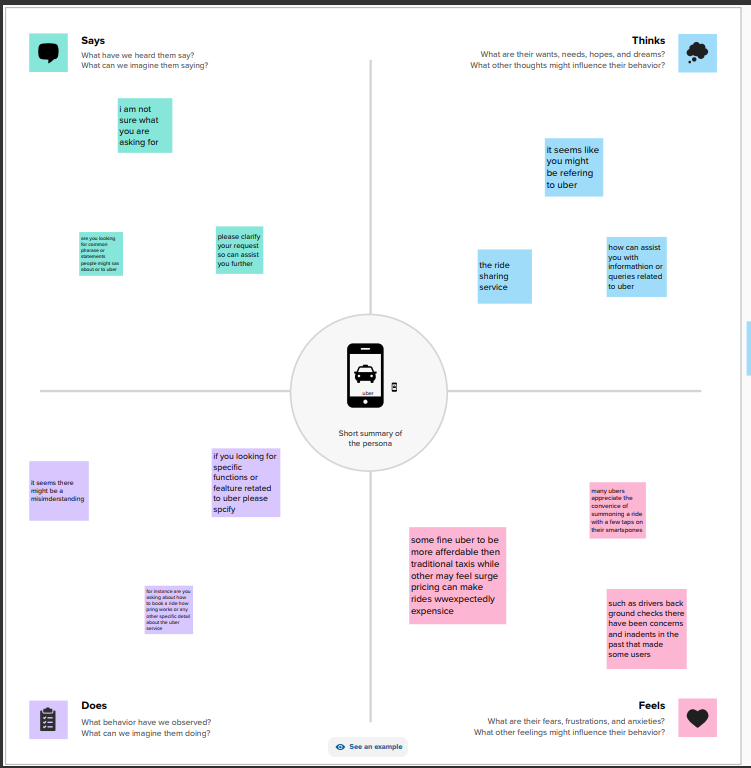 Says
What have we heard them say?
What can we imagine them saying?
Thinks
What are their wants, needs, hopes, and dreams?
What other thoughts might influence their behavior?
i am not
sure what
you are
asking for
are you looking
for common
phrase or
statements
people might sas
about or to uber
please clarify
your request
so can assist
you further
it seems like
you might
be refering
to uber
the ride
sharing
service
how can assist
you with
informathion or
queries related
to uber
uber
Short summary of
the persona
it seems there
might be a
misimderstanding
if you looking for
specific
functions or
fealture retated
to uber please
spcify
for instance are you
asking about how
to book a ride how
pring works or any
other specific detail
about the uber
service
some fine uber to be
more affordable then
traditional taxis while
other may feel surge
pricing can make
rides wwexpectedly
expensice
many ubers
appreciate the
convenice of
summoning a ride
with a few taps on
their smartspones
such as drivers back
ground checks there
have been concerns
and inadents in the
past that made
some users
Does
What behavior have we observed?
What can we imagine them doing?
Feels
What are their fears, frustrations, and anxieties?
What other feelings might influence their behavior?
See an example